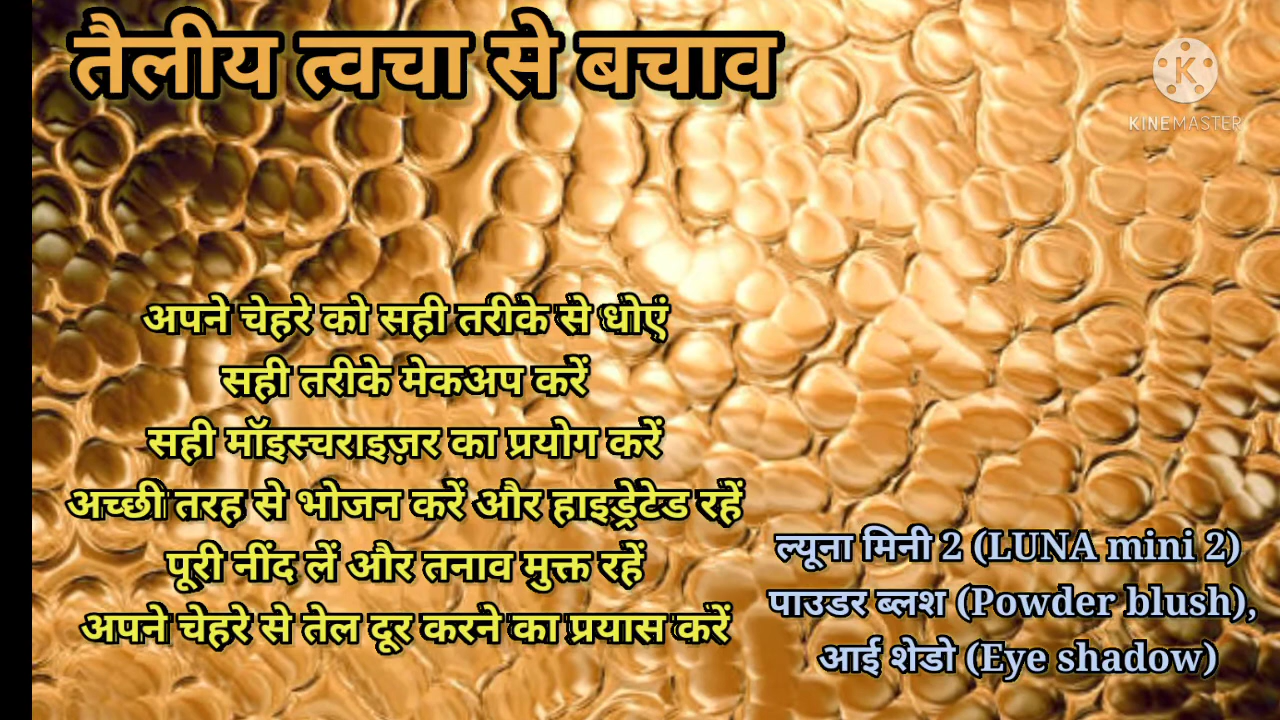 तैलीय त्वचा से बचाव
KINEMASTER
अपने चेहरे को सही तरीके से धोएं
सही तरीके मेकअप करें
सही मॉइस्चराइज़र का प्रयोग करें
अच्छी तरह से भोजन करें और हाइड्रेटेड रहें
पूरी नींद लें और तनाव मुक्त रहें
अपने चेहरे से तेल दूर करने का प्रयास करें
ल्यूना मिनी 2 (LUNA mini 2)
पाउडर ब्लश (Powder blush),
आई शेडो (Eye shadow)